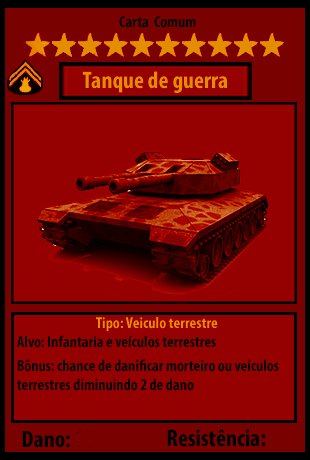 Carta Comum
Tanque de guerra
Tipo: Veículo terrestre
Alvo: Infantaria e veículos terrestres
Bônus: chance de danificar morteiro ou veículos
terrestres diminuindo 2 de dano
Dano: Resistência: